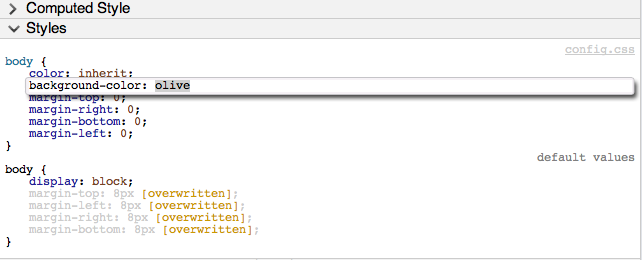 Computed Style
Styles
config.css
body {
color: inherit;
background-color: olive
margin-top: 0;
margin-right: 0;
margin-bottom: 0;
margin-left: 0;
}
default values
body {
display: block;
margin-top: 8px [overwritten];
margin-left: 8px [overwritten];
margin-right: 8px [overwritten];
margin-bottom: 8px [overwritten];
}